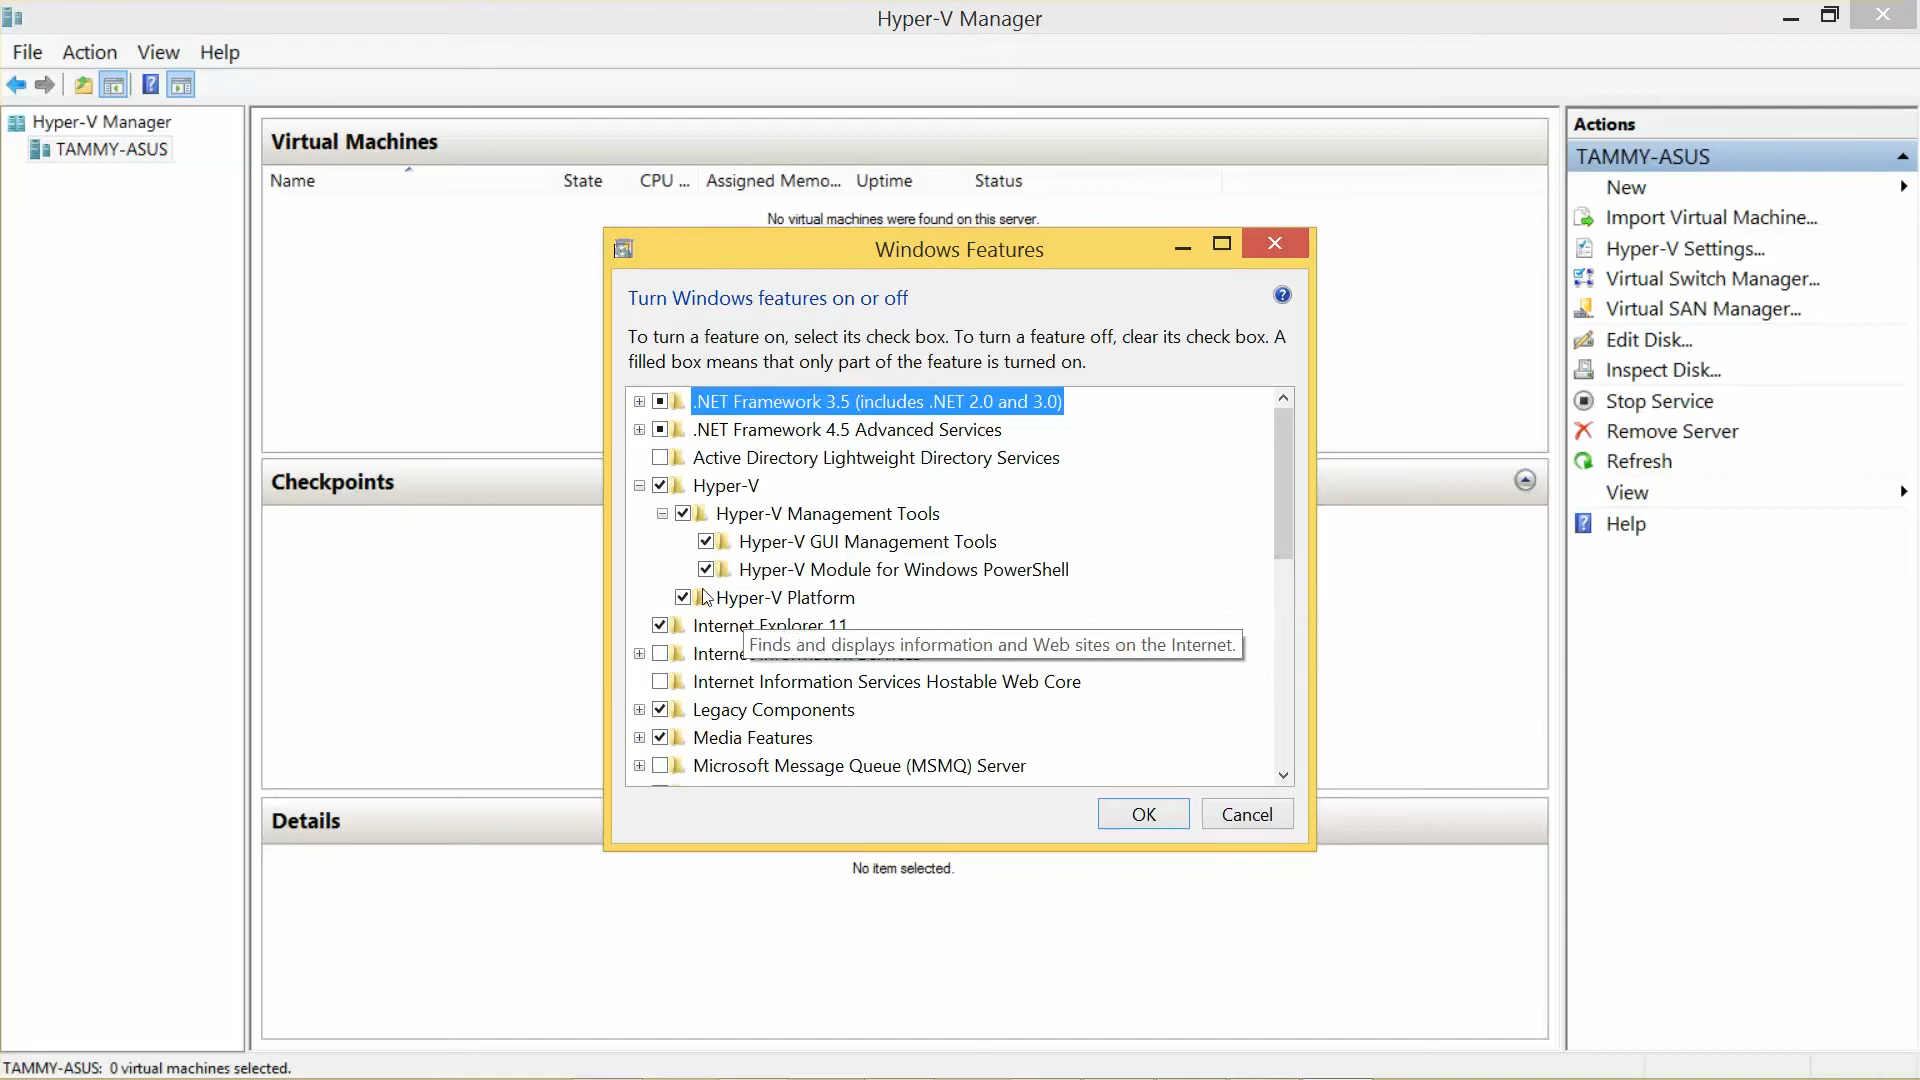 Hyper-V Manager
File Action View Help
Hyper-V Manager
TAMMY-ASUS
Virtual Machines
Name State CPU ... Assigned Memo... Uptime Status
No virtual machines were found on this server.
Checkpoints
Details
No item selected.
Windows Features
Turn Windows features on or off
To turn a feature on, select its check box. To turn a feature off, clear its check box. A
filled box means that only part of the feature is turned on.
.NET Framework 3.5 (includes .NET 2.0 and 3.0)
.NET Framework 4.5 Advanced Services
Active Directory Lightweight Directory Services
Hyper-V
Hyper-V Management Tools
Hyper-V GUI Management Tools
Hyper-V Module for Windows PowerShell
Hyper-V Platform
Internet Explorer 11
Finds and displays information and Web sites on the Internet.
Internet Information Services Hostable Web Core
Legacy Components
Media Features
Microsoft Message Queue (MSMQ) Server
OK Cancel
Actions
TAMMY-ASUS
New
Import Virtual Machine...
Hyper-V Settings...
Virtual Switch Manager...
Virtual SAN Manager...
Edit Disk...
Inspect Disk...
Stop Service
Remove Server
Refresh
View
Help
TAMMY-ASUS: 0 virtual machines selected.